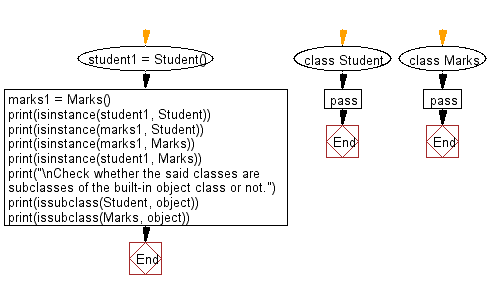 student1 = Student()
marks1 = Marks()
print(isinstance(student1, Student))
print(isinstance(marks1, Student))
print(isinstance(marks1, Marks))
print(isinstance(student1, Marks))
print("\nCheck whether the said classes are
subclasses of the built-in object class or not.")
print(issubclass(Student, object))
print(issubclass(Marks, object))
End
class Student
pass
End
class Marks
pass
End